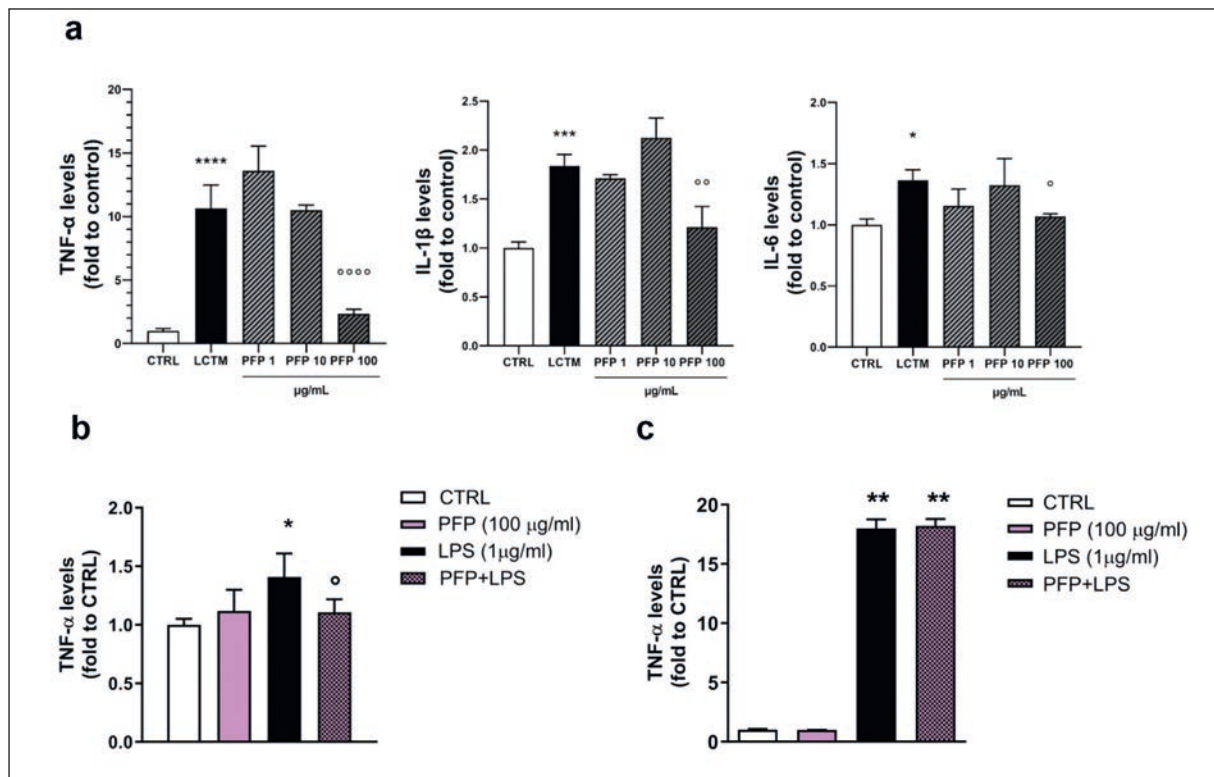 a
TNF-α levels
(fold to control)
20
15
10
5
0
****
°°°°
CTRL LCTM PFP 1 PFP 10 PFP 100
µg/mL
IL-1β levels
(fold to control)
2.5
2.0
1.5
1.0
0.5
0.0
***
°°
CTRL LCTM PFP 1 PFP 10 PFP 100
µg/mL
IL-6 levels
(fold to control)
2.0
1.5
1.0
0.5
0.0
*
°
CTRL LCTM PFP 1 PFP 10 PFP 100
µg/mL
b
TNF-α levels
(fold to CTRL)
2.0
1.5
1.0
0.5
0.0
*
°
CTRL
PFP (100 µg/ml)
LPS (1µg/ml)
PFP+LPS
c
TNF-α levels
(fold to CTRL)
20
15
10
5
0
**
**
CTRL
PFP (100 µg/ml)
LPS (1µg/ml)
PFP+LPS